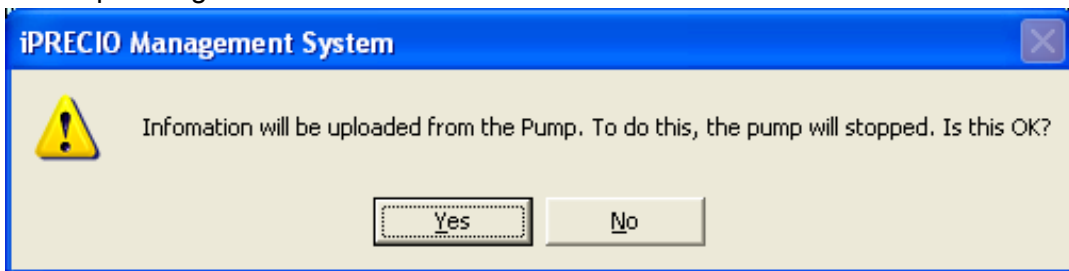 iPRECIO Management System
Infomation will be uploaded from the Pump. To do this, the pump will stopped. Is this OK?
Yes
No